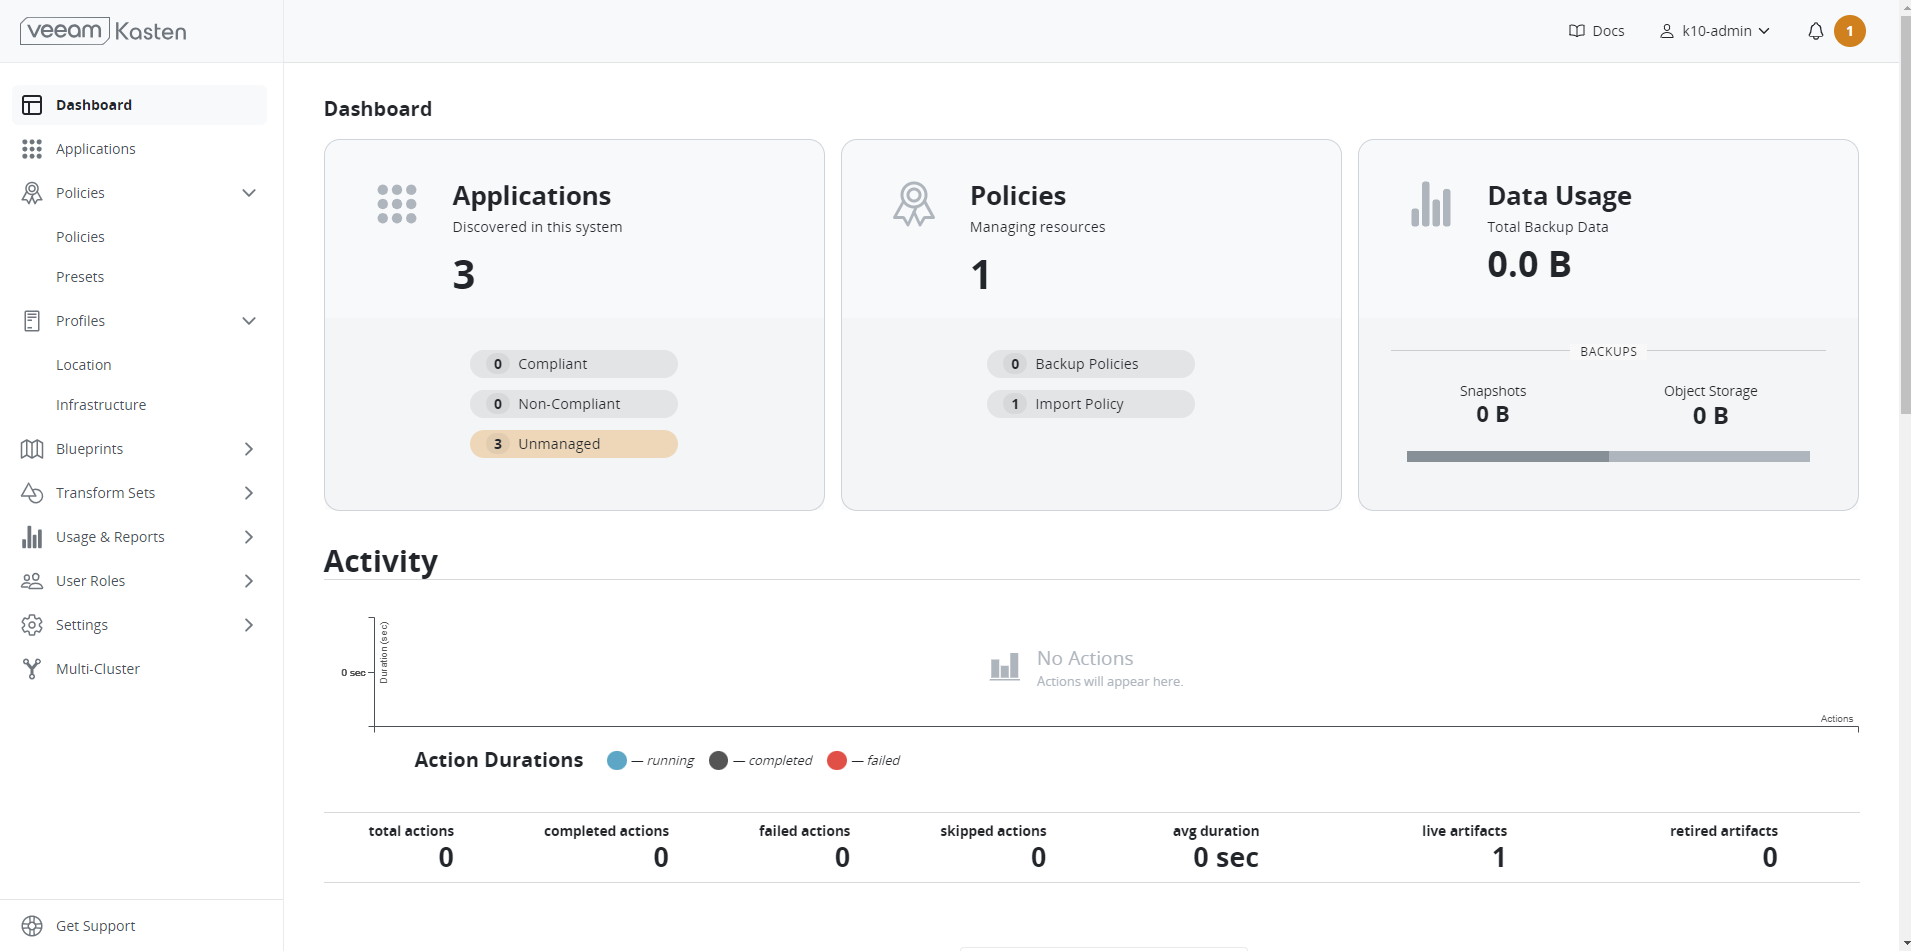 veeam Kasten
Docs
k10-admin
1
Dashboard
Applications
Policies
Policies
Presets
Profiles
Location
Infrastructure
Blueprints
Transform Sets
Usage & Reports
User Roles
Settings
Multi-Cluster
Get Support
Dashboard
Applications
Discovered in this system
3
0 Compliant
0 Non-Compliant
3 Unmanaged
Policies
Managing resources
1
0 Backup Policies
1 Import Policy
Data Usage
Total Backup Data
0.0 B
BACKUPS
Snapshots
0 B
Object Storage
0 B
Activity
Duration (sec)
0 sec
No Actions
Actions will appear here.
Actions
Action Durations
— running
— completed
— failed
total actions
0
completed actions
0
failed actions
0
skipped actions
0
avg duration
0 sec
live artifacts
1
retired artifacts
0